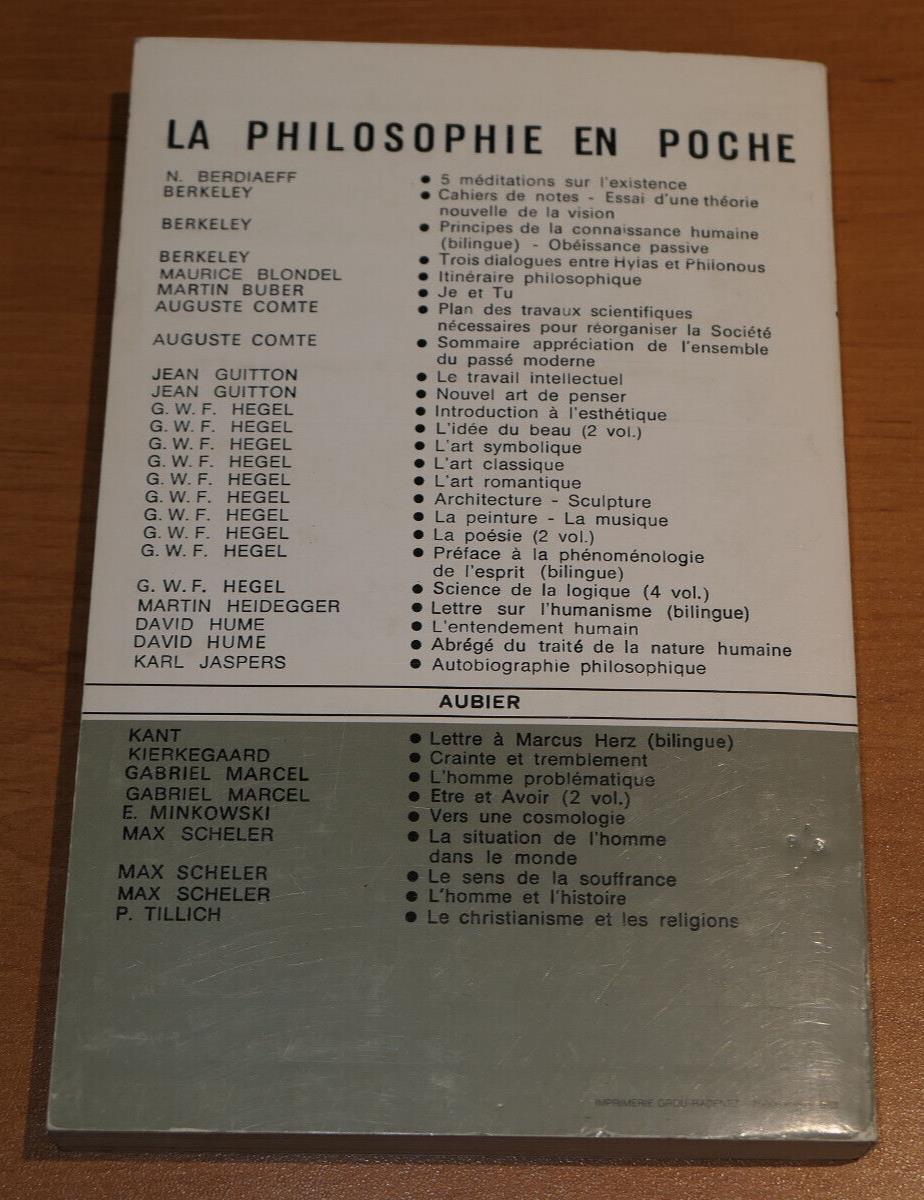 LA PHILOSOPHIE EN POCHE
N. BERDIAEFF ● 5 méditations sur l'existence
BERKELEY ● Cahiers de notes - Essai d'une théorie
nouvelle de la vision
BERKELEY ● Principes de la connaissance humaine
(bilingue) - Obéissance passive
BERKELEY ● Trois dialogues entre Hylas et Philonous
MAURICE BLONDEL ● Itinéraire philosophique
MARTIN BUBER ● Je et Tu
AUGUSTE COMTE ● Plan des travaux scientifiques
nécessaires pour réorganiser la Société
AUGUSTE COMTE ● Sommaire appréciation de l'ensemble
du passé moderne
JEAN GUITTON ● Le travail intellectuel
JEAN GUITTON ● Nouvel art de penser
G. W. F. HEGEL ● Introduction à l'esthétique
G. W. F. HEGEL ● L'idée du beau (2 vol.)
G. W. F. HEGEL ● L'art symbolique
G. W. F. HEGEL ● L'art classique
G. W. F. HEGEL ● L'art romantique
G. W. F. HEGEL ● Architecture - Sculpture
G. W. F. HEGEL ● La peinture - La musique
G. W. F. HEGEL ● La poésie (2 vol.)
G. W. F. HEGEL ● Préface à la phénoménologie
de l'esprit (bilingue)
G. W. F. HEGEL ● Science de la logique (4 vol.)
MARTIN HEIDEGGER ● Lettre sur l'humanisme (bilingue)
DAVID HUME ● L'entendement humain
DAVID HUME ● Abrégé du traité de la nature humaine
KARL JASPERS ● Autobiographie philosophique
AUBIER
KANT ● Lettre à Marcus Herz (bilingue)
KIERKEGAARD ● Crainte et tremblement
GABRIEL MARCEL ● L'homme problématique
GABRIEL MARCEL ● Etre et Avoir (2 vol.)
E. MINKOWSKI ● Vers une cosmologie
MAX SCHELER ● La situation de l'homme
dans le monde
MAX SCHELER ● Le sens de la souffrance
MAX SCHELER ● L'homme et l'histoire
P. TILLICH ● Le christianisme et les religions
IMPRIMERIE GROU-RADENEZ